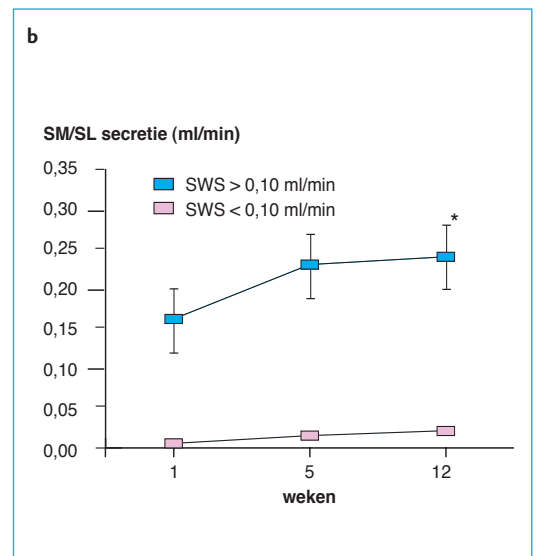 b
SM/SL secretie (ml/min)
0,35
SWS > 0,10 ml/min
0,30
SWS < 0,10 ml/min
*
0,25
0,20
0,15
0,10
0,05
0,00
1 5 12
weken